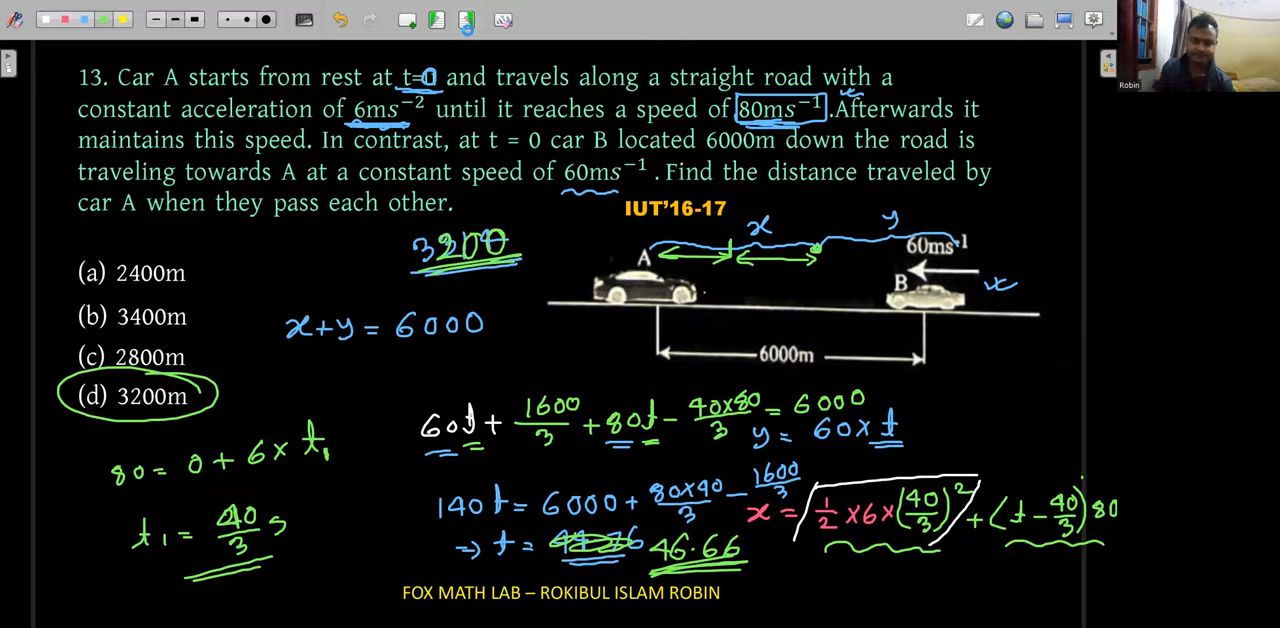 Robin
13. Car A starts from rest at t=0 and travels along a straight road with a
constant acceleration of 6ms⁻² until it reaches a speed of 80ms⁻¹.Afterwards it
maintains this speed. In contrast, at t = 0 car B located 6000m down the road is
traveling towards A at a constant speed of 60ms⁻¹.Find the distance traveled by
car A when they pass each other.
IUT'16-17
3200
x
y
60ms⁻¹
A
B
x
(a) 2400m
(b) 3400m
(c) 2800m
(d) 3200m
x+y = 6000
6000m
60t + 1600/3 + 80t - 40×80/3 = 6000
y = 60 × t
80 = 0 + 6 × t₁
140t = 6000 + 80×40/3 - 1600/3
x = 1/2 ×6×(40/3)² + (t - 40/3) 80
t₁ = 40/3 s
=> t = 46.66
FOX MATH LAB – ROKIBUL ISLAM ROBIN